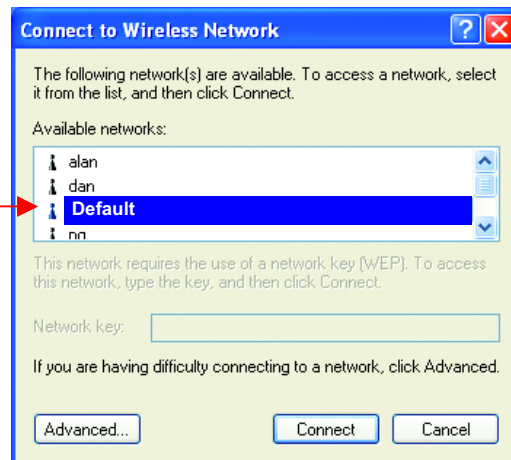 Connect to Wireless Network
The following network(s) are available. To access a network, select
it from the list, and then click Connect.
Available networks:
alan
dan
Default
ng
This network requires the use of a network key (WEP). To access
this network, type the key, and then click Connect.
Network key:
If you are having difficulty connecting to a network, click Advanced.
Advanced...
Connect
Cancel